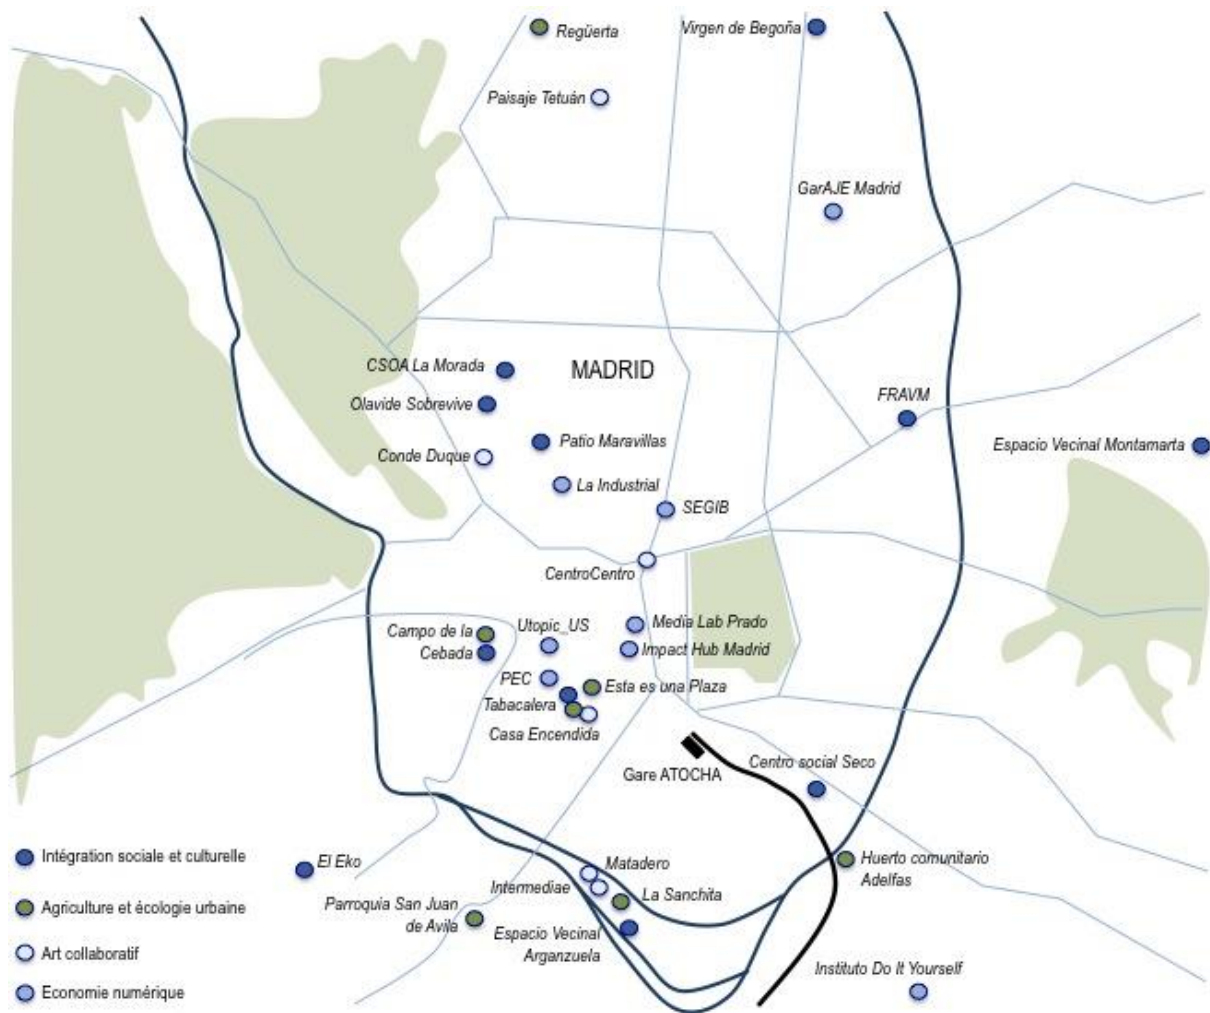 Regüerta
Virgen de Begoña
Paisaje Tetuán
GarAJE Madrid
CSOA La Morada
MADRID
Olavide Sobrevive
FRAVM
Patio Maravillas
Espacio Vecinal Montamarta
Conde Duque
La Industrial
SEGIB
CentroCentro
Campo de la
Cebada
Utopic_US
Media Lab Prado
Impact Hub Madrid
PEC
Esta es una Plaza
Tabacalera
Casa Encendida
Gare ATOCHA
Centro social Seco
Intégration sociale et culturelle
El Eko
Matadero
Huerto comunitario
Adelfas
Intermediae
La Sanchita
Agriculture et écologie urbaine
Parroquia San Juan
de Avila
Espacio Vecinal
Arganzuela
Art collaboratif
Instituto Do It Yourself
Economie numérique